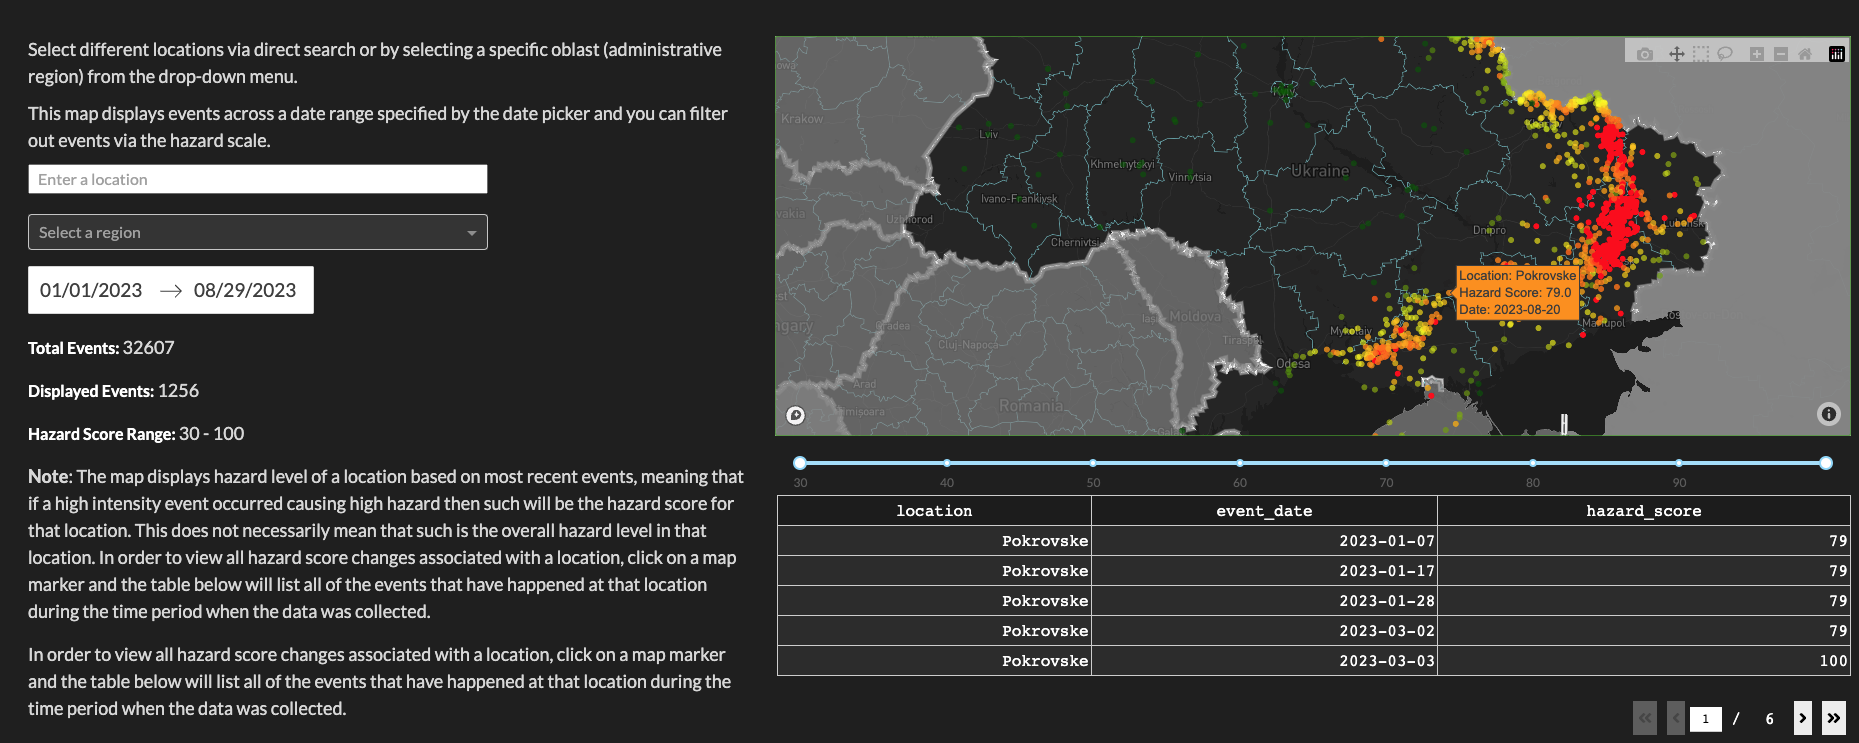 Select different locations via direct search or by selecting a specific oblast (administrative
region) from the drop-down menu.
This map displays events across a date range specified by the date picker and you can filter
out events via the hazard scale.
Enter a location
Select a region
01/01/2023 → 08/29/2023
Total Events: 32607
Displayed Events: 1256
Hazard Score Range: 30 - 100
Note: The map displays hazard level of a location based on most recent events, meaning that
if a high intensity event occurred causing high hazard then such will be the hazard score for
that location. This does not necessarily mean that such is the overall hazard level in that
location. In order to view all hazard score changes associated with a location, click on a map
marker and the table below will list all of the events that have happened at that location
during the time period when the data was collected.
In order to view all hazard score changes associated with a location, click on a map marker
and the table below will list all of the events that have happened at that location during the
time period when the data was collected.
Krakow
Kyiv
Lviv
Khmelnytskyi
Vinnytsia
Ukraine
Ivano-Frankivsk
Uzhhorod
Chernivtsi
Dnipro
Luhansk
Location: Pokrovske
Hazard Score: 79.0
Date: 2023-08-20
Mariupol
Iasi
Moldova
Tiraspol
Mykolaiv
Odesa
Oradea
Cluj-Napoca
Arad
Timișoara
Romania
30 40 50 60 70 80 90
location event_date hazard_score
Pokrovske 2023-01-07 79
Pokrovske 2023-01-17 79
Pokrovske 2023-01-28 79
Pokrovske 2023-03-02 79
Pokrovske 2023-03-03 100
1 / 6